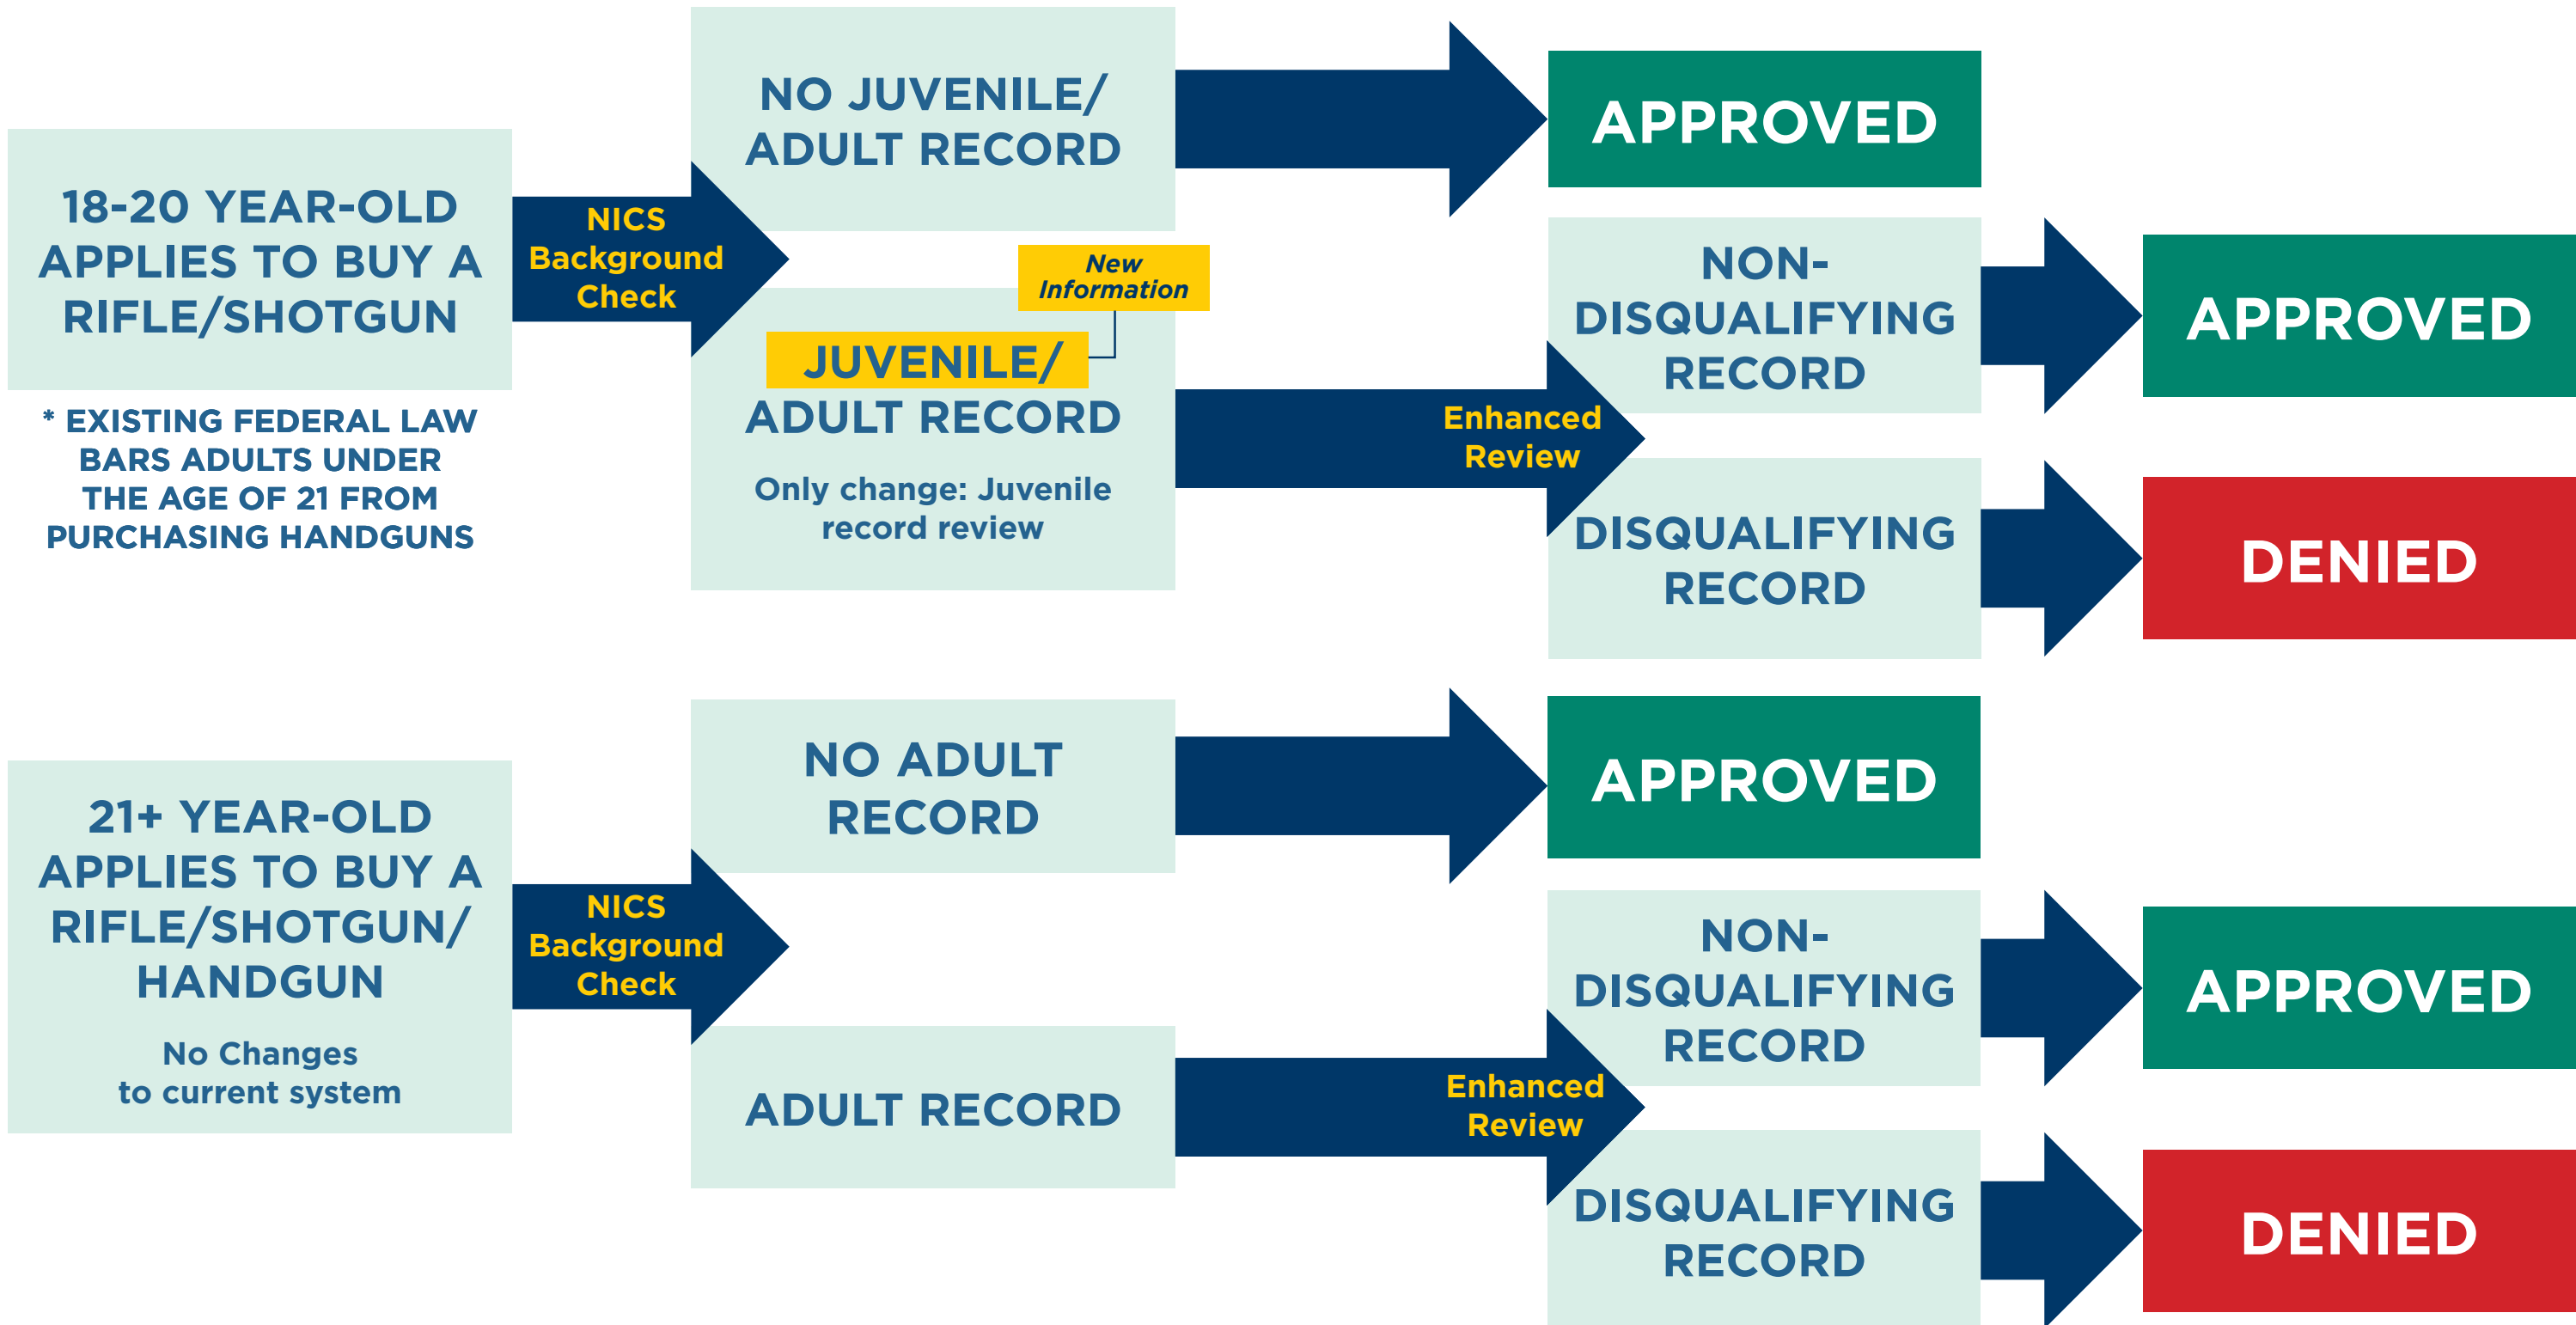 18-20 YEAR-OLD
APPLIES TO BUY A
RIFLE/SHOTGUN
* EXISTING FEDERAL LAW
BARS ADULTS UNDER
THE AGE OF 21 FROM
PURCHASING HANDGUNS
NICS
Background
Check
NO JUVENILE/
ADULT RECORD
APPROVED
New
Information
JUVENILE/
ADULT RECORD
Only change: Juvenile
record review
Enhanced
Review
NON-
DISQUALIFYING
RECORD
APPROVED
DISQUALIFYING
RECORD
DENIED
21+ YEAR-OLD
APPLIES TO BUY A
RIFLE/SHOTGUN/
HANDGUN
No Changes
to current system
NICS
Background
Check
NO ADULT
RECORD
APPROVED
ADULT RECORD
Enhanced
Review
NON-
DISQUALIFYING
RECORD
APPROVED
DISQUALIFYING
RECORD
DENIED